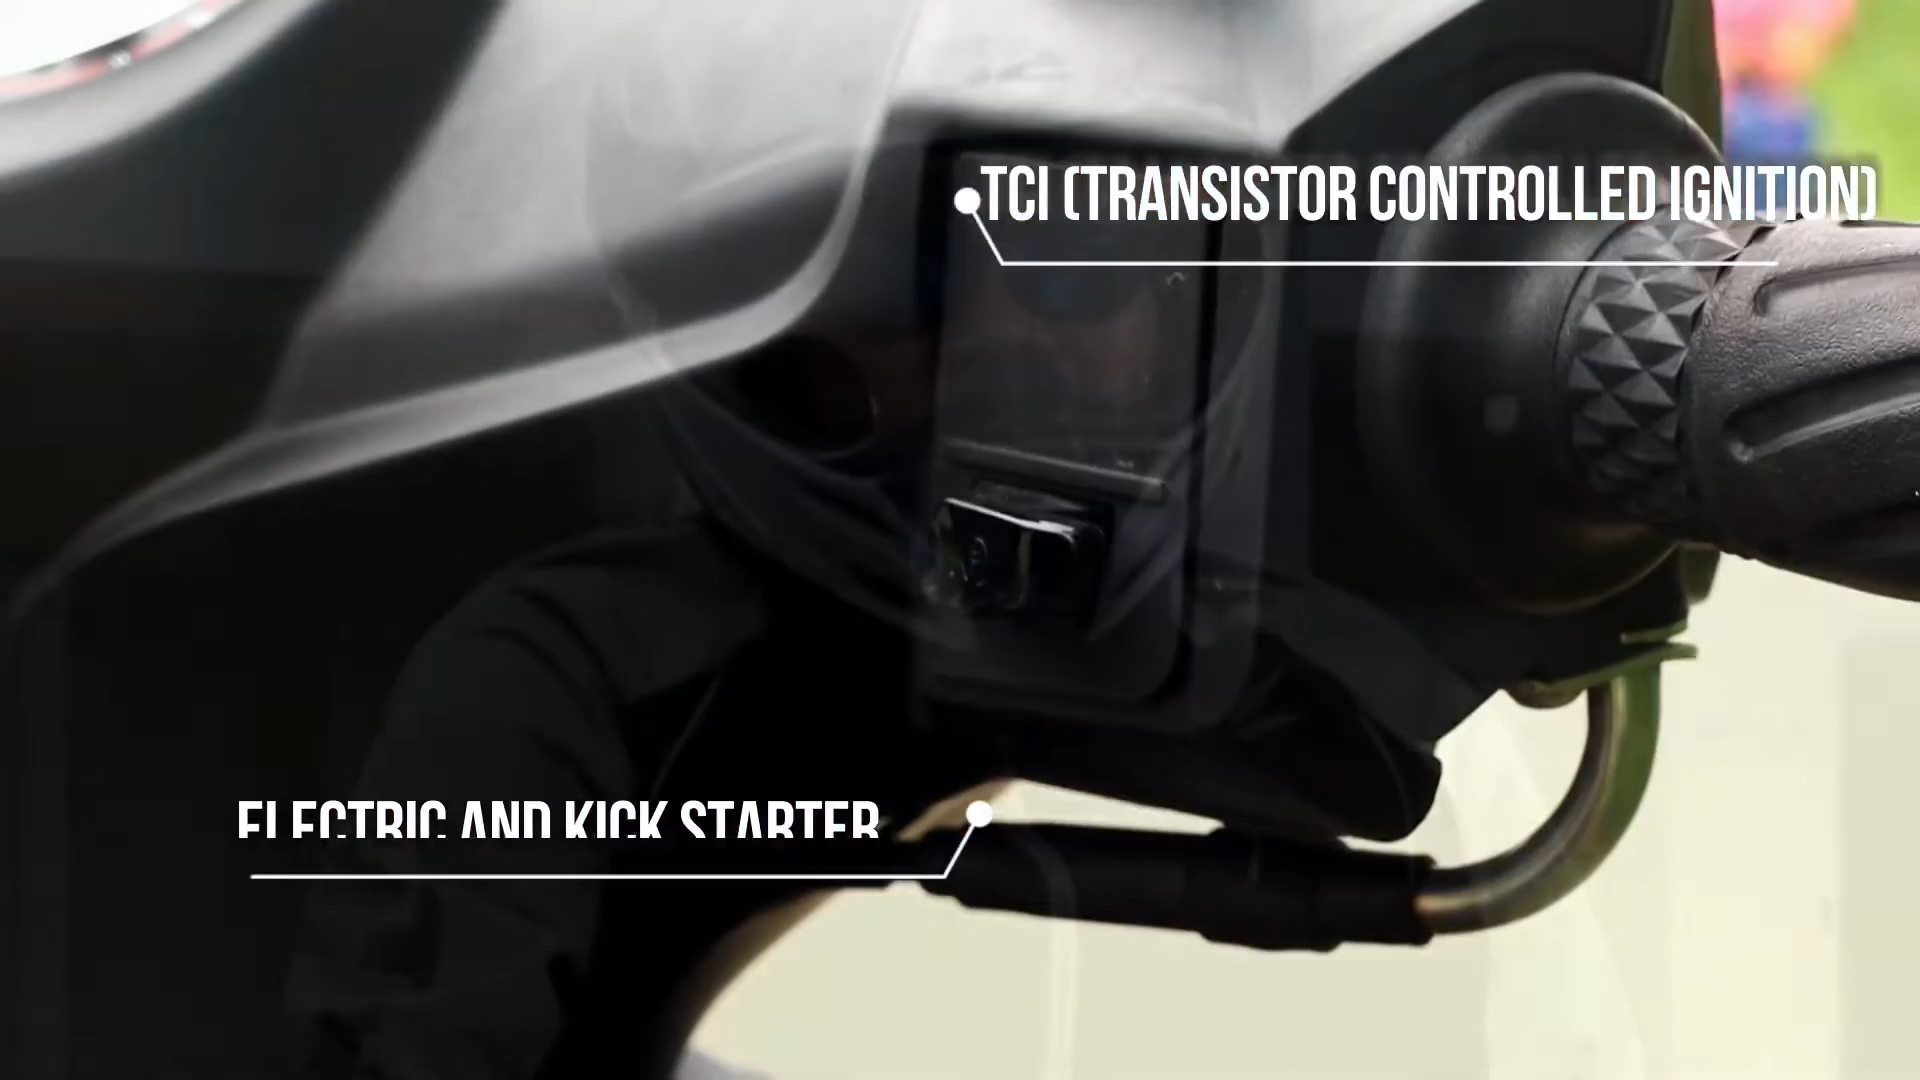 TCI (TRANSISTOR CONTROLLED IGNITION)
ELECTRIC AND KICK STARTER